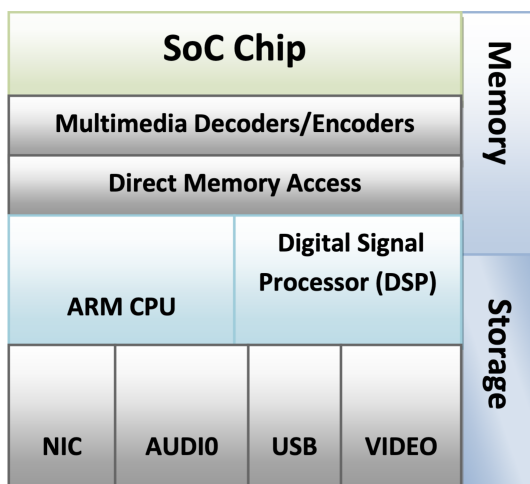 SoC Chip
Multimedia Decoders/Encoders
Direct Memory Access
ARM CPU
Digital Signal
Processor (DSP)
NIC
AUDI0
USB
VIDEO
Memory
Storage